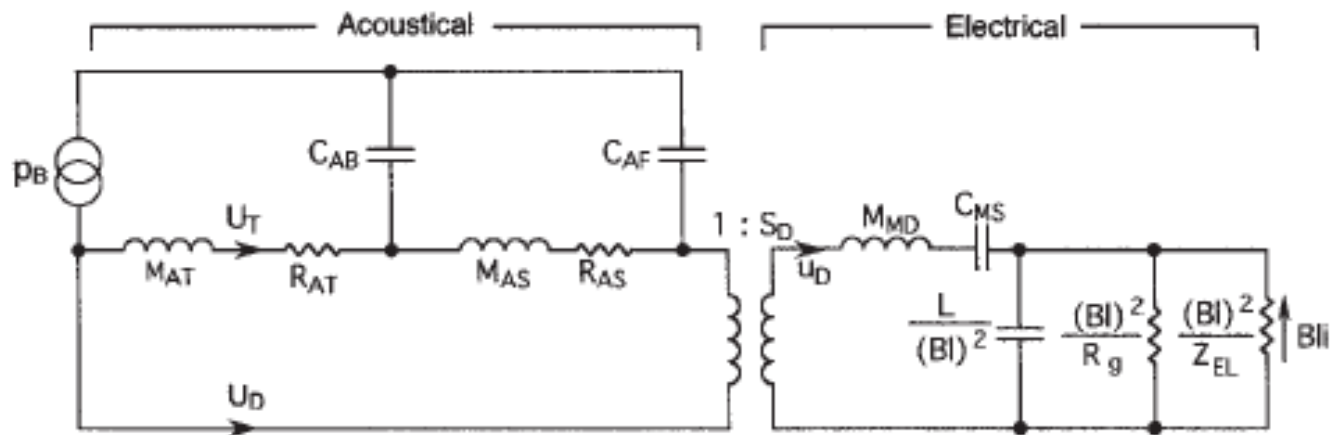 Acoustical Electrical
p_B C_AB C_AF
U_T 1 : S_D M_MD C_MS
M_AT R_AT M_AS R_AS u_D
L (Bl)² (Bl)² Bli
(Bl)² R_g Z_EL
U_D